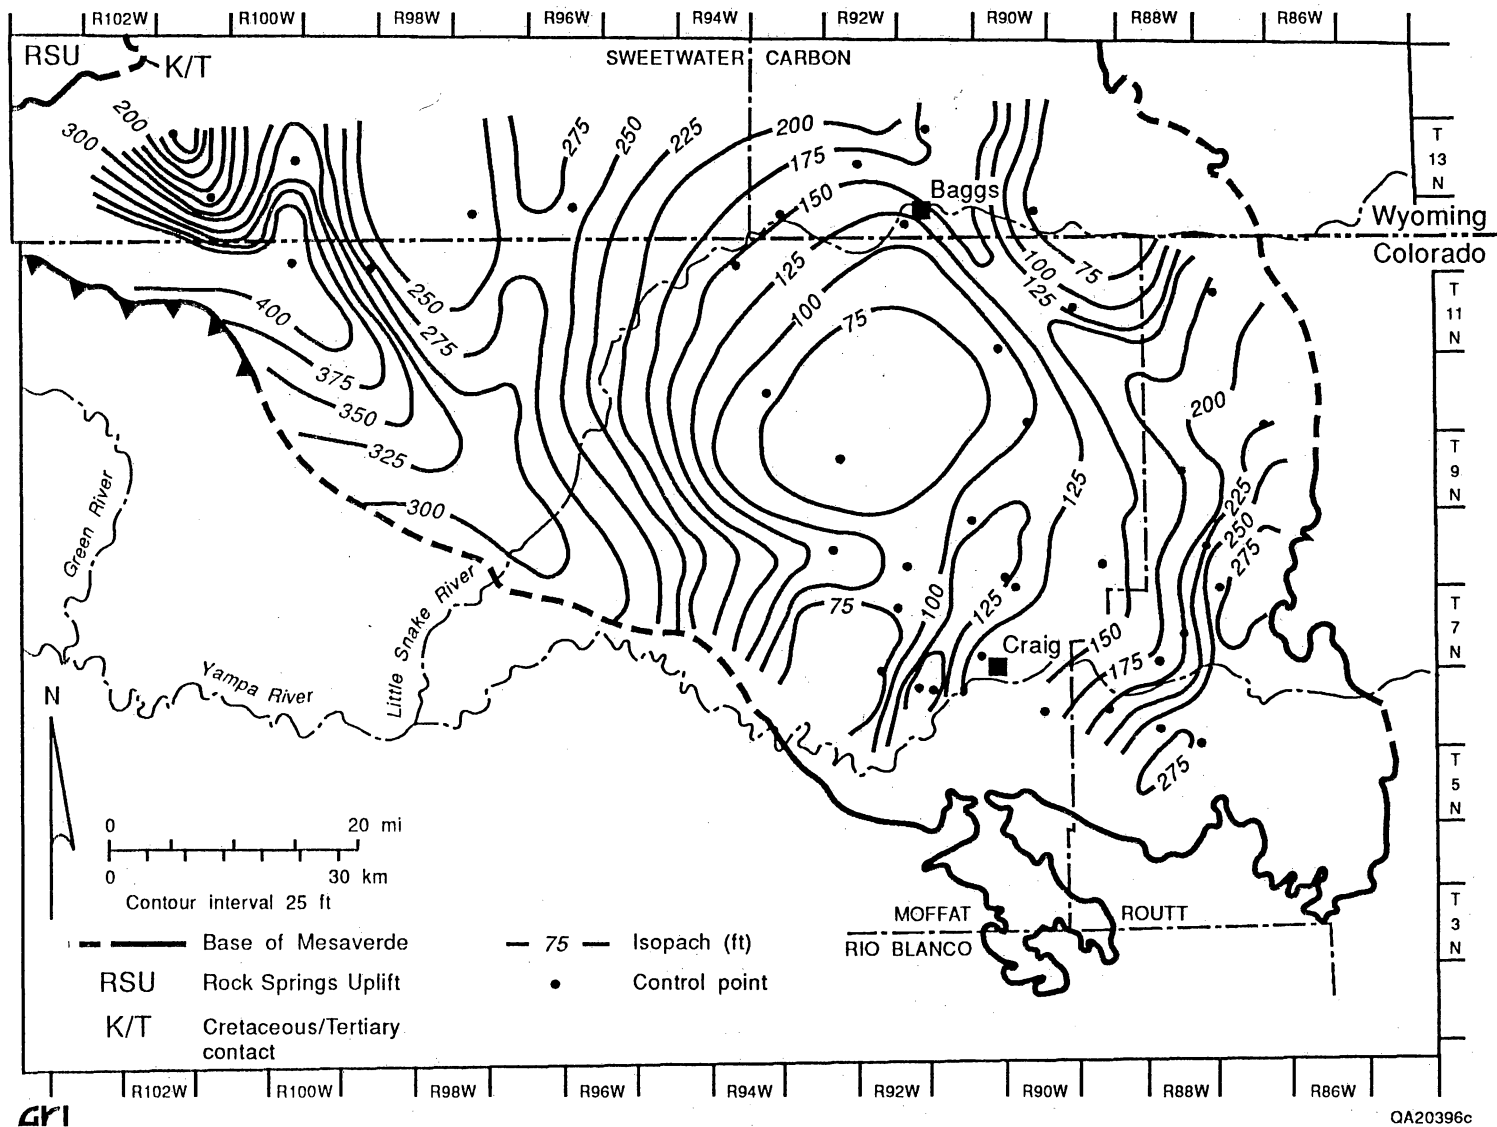 R102W R100W R98W R96W R94W R92W R90W R88W R86W
RSU
K/T
SWEETWATER CARBON
200
300
275
250
225
200
175
150
125
100
75
Baggs
T
13
N
Wyoming
Colorado
100
75
125
T
11
N
400
250
275
375
350
325
300
200
T
9
N
125
225
250
275
Green River
Little Snake River
Yampa River
75
100
125
Craig
150
175
T
7
N
275
T
5
N
N
0 20 mi
0 30 km
Contour interval 25 ft
MOFFAT ROUTT
RIO BLANCO
T
3
N
Base of Mesaverde
75 Isopach (ft)
RSU Rock Springs Uplift
Control point
K/T Cretaceous/Tertiary
contact
R102W R100W R98W R96W R94W R92W R90W R88W R86W
GRI
QA20396c